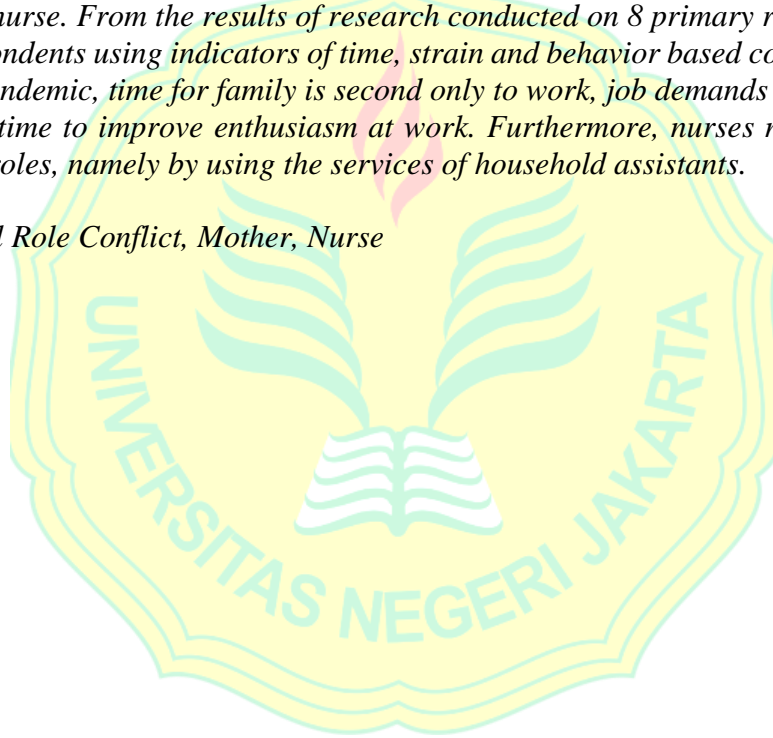 nurse. From the results of research conducted on 8 primary r
ndents using indicators of time, strain and behavior based co
ndemic, time for family is second only to work, job demands
time to improve enthusiasm at work. Furthermore, nurses
oles, namely by using the services of household assistants.
Role Conflict, Mother, Nurse
UNIVERSITAS NEGERI JAKARTA